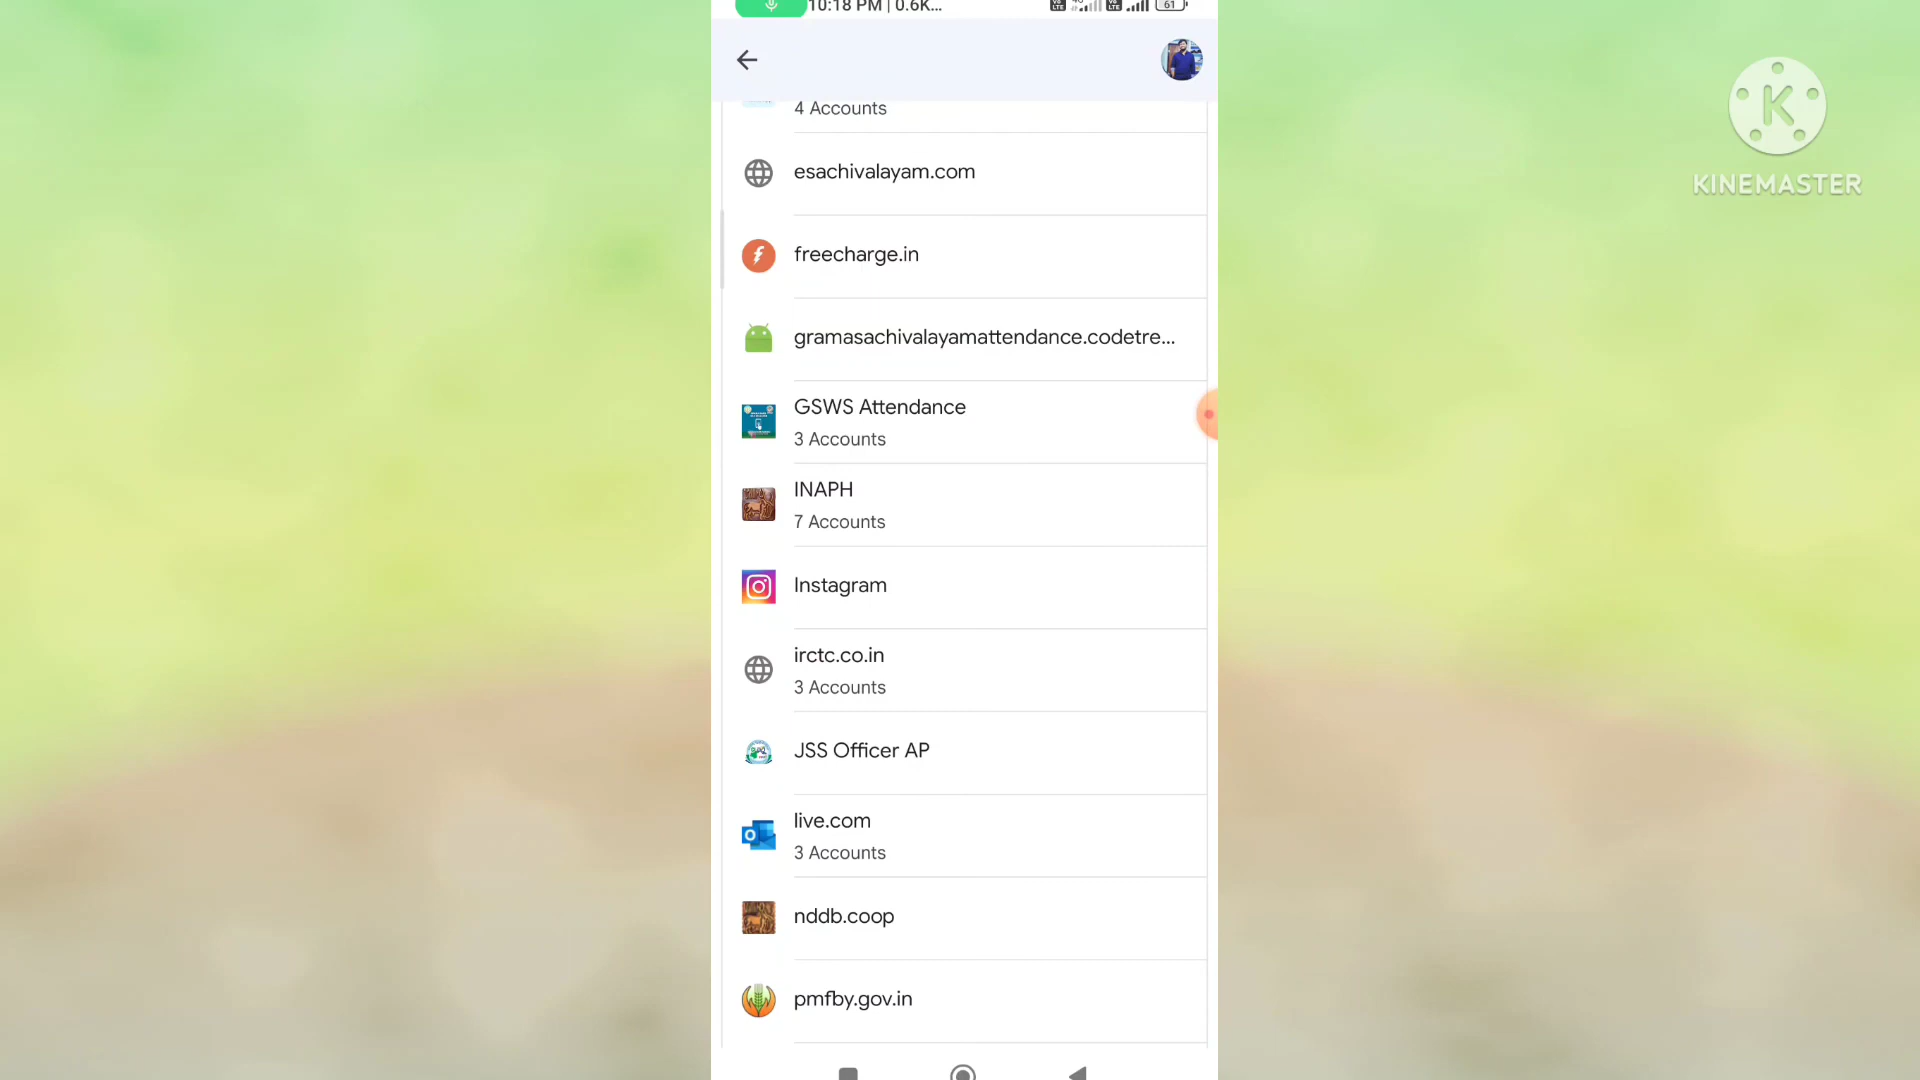 10:18 PM | 0.6K...
61
4 Accounts
esachivalayam.com
freecharge.in
gramasachivalayamattendance.codetre...
GSWS Attendance
3 Accounts
INAPH
7 Accounts
Instagram
irctc.co.in
3 Accounts
JSS Officer AP
live.com
3 Accounts
nddb.coop
pmfby.gov.in
K
KINEMASTER